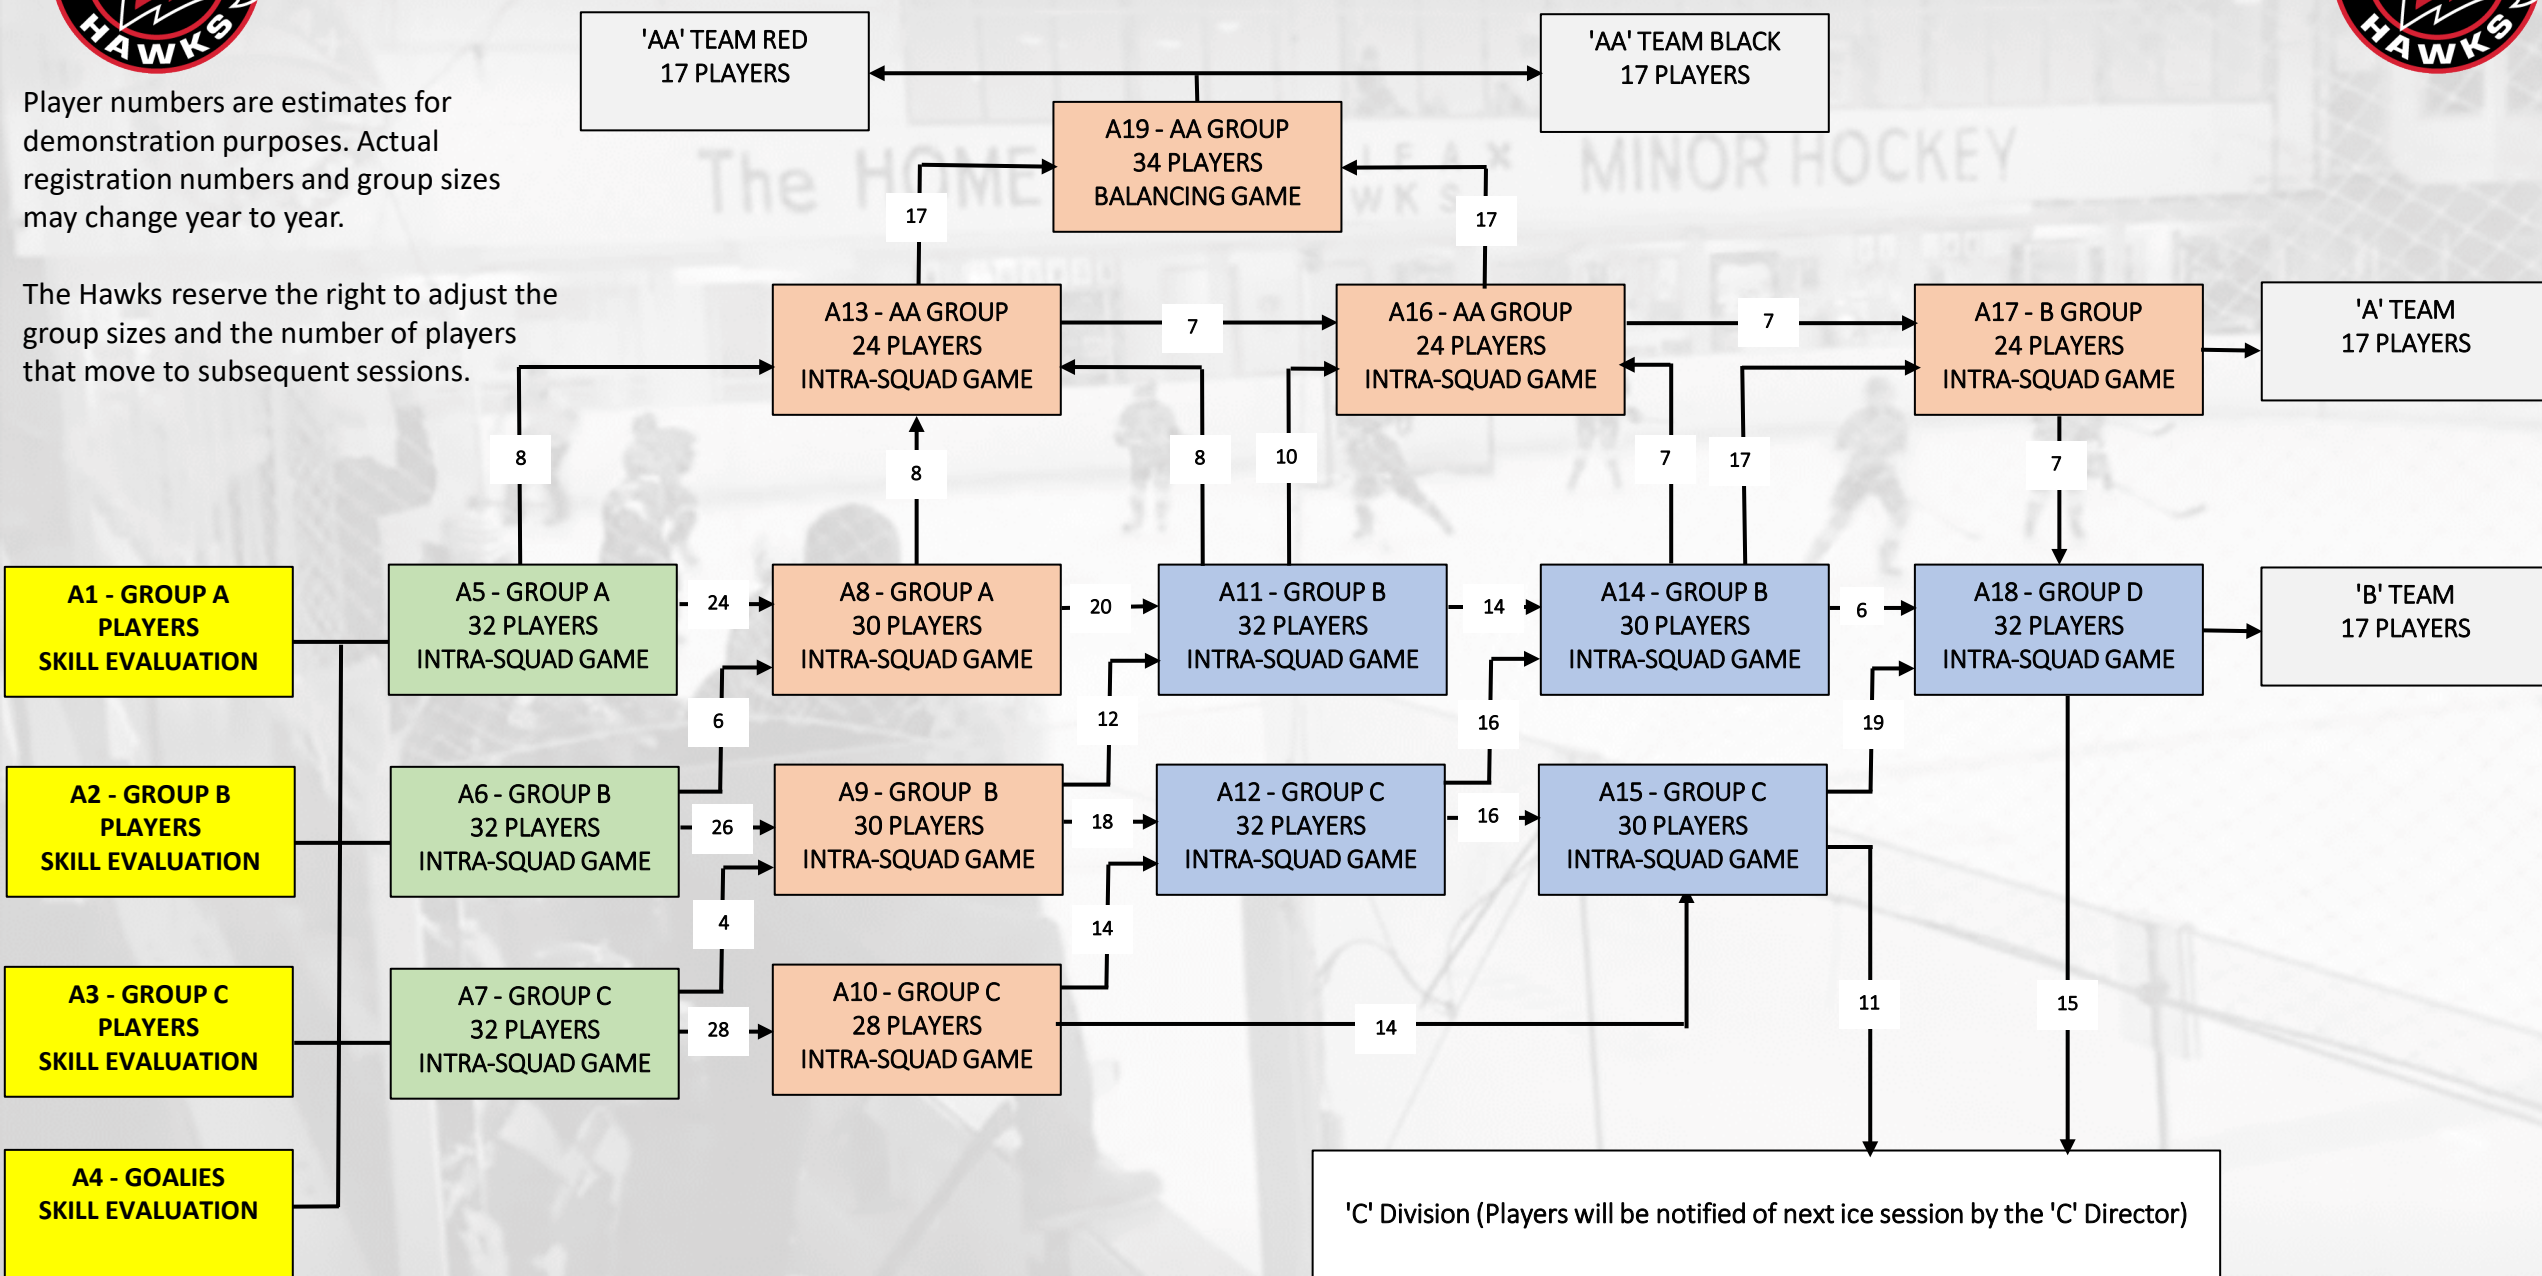 HAWKS
HAWKS
'AA' TEAM RED
17 PLAYERS
'AA' TEAM BLACK
17 PLAYERS
Player numbers are estimates for
demonstration purposes. Actual
registration numbers and group sizes
may change year to year.
The Hawks reserve the right to adjust the
group sizes and the number of players
that move to subsequent sessions.
A19 - AA GROUP
34 PLAYERS
BALANCING GAME
The HOME
MINOR HOCKEY
17
17
A13 - AA GROUP
24 PLAYERS
INTRA-SQUAD GAME
7
A16 - AA GROUP
24 PLAYERS
INTRA-SQUAD GAME
7
A17 - B GROUP
24 PLAYERS
INTRA-SQUAD GAME
'A' TEAM
17 PLAYERS
8
8
8
10
7
17
7
A1 - GROUP A
PLAYERS
SKILL EVALUATION
A5 - GROUP A
32 PLAYERS
INTRA-SQUAD GAME
24
A8 - GROUP A
30 PLAYERS
INTRA-SQUAD GAME
20
A11 - GROUP B
32 PLAYERS
INTRA-SQUAD GAME
14
A14 - GROUP B
30 PLAYERS
INTRA-SQUAD GAME
6
A18 - GROUP D
32 PLAYERS
INTRA-SQUAD GAME
'B' TEAM
17 PLAYERS
6
12
16
19
A2 - GROUP B
PLAYERS
SKILL EVALUATION
A6 - GROUP B
32 PLAYERS
INTRA-SQUAD GAME
26
A9 - GROUP B
30 PLAYERS
INTRA-SQUAD GAME
18
A12 - GROUP C
32 PLAYERS
INTRA-SQUAD GAME
16
A15 - GROUP C
30 PLAYERS
INTRA-SQUAD GAME
4
14
A3 - GROUP C
PLAYERS
SKILL EVALUATION
A7 - GROUP C
32 PLAYERS
INTRA-SQUAD GAME
28
A10 - GROUP C
28 PLAYERS
INTRA-SQUAD GAME
14
11
15
A4 - GOALIES
SKILL EVALUATION
'C' Division (Players will be notified of next ice session by the 'C' Director)